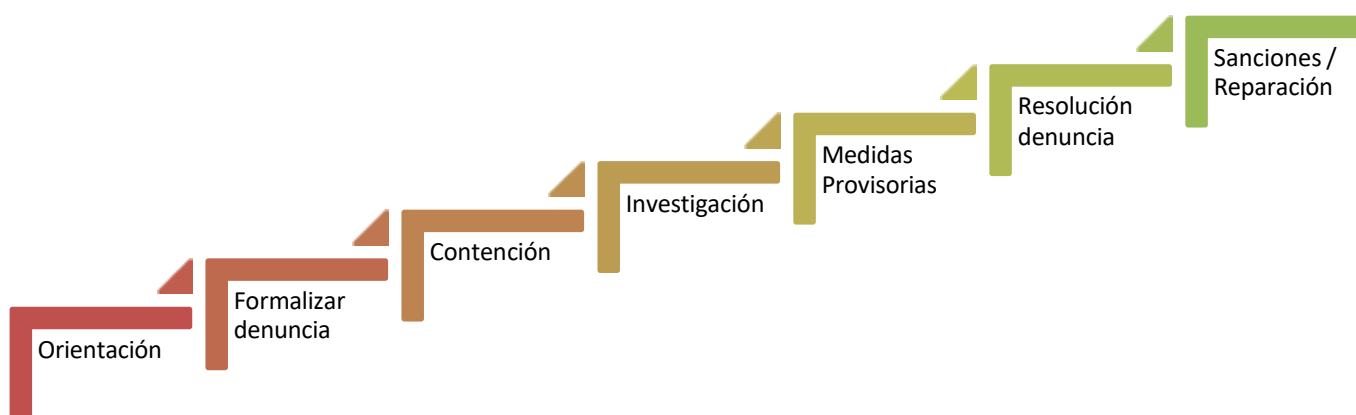 Orientación
Formalizar
denuncia
Contención
Investigación
Medidas
Provisorias
Resolución
denuncia
Sanciones /
Reparación